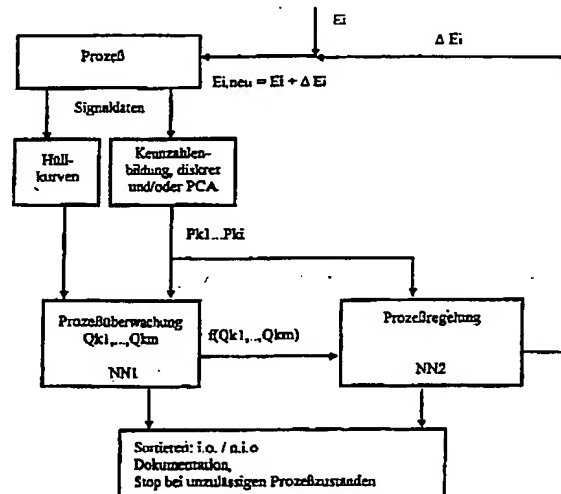 Ei
Δ Ei
Prozeß
Ei,neu = Ei + Δ Ei
Signaldaten
Hüll-
kurven
Kennzahlen-
bildung, diskret
und/oder PCA
Pk1...Pki
Prozeßüberwachung
Qk1,...,Qkm
NN1
f(Qk1,..,Qkm)
Prozeßregelung
NN2
Sortieren: i.o. / n.i.o
Dokumentation,
Stop bei unzulässigen Prozeßzuständen